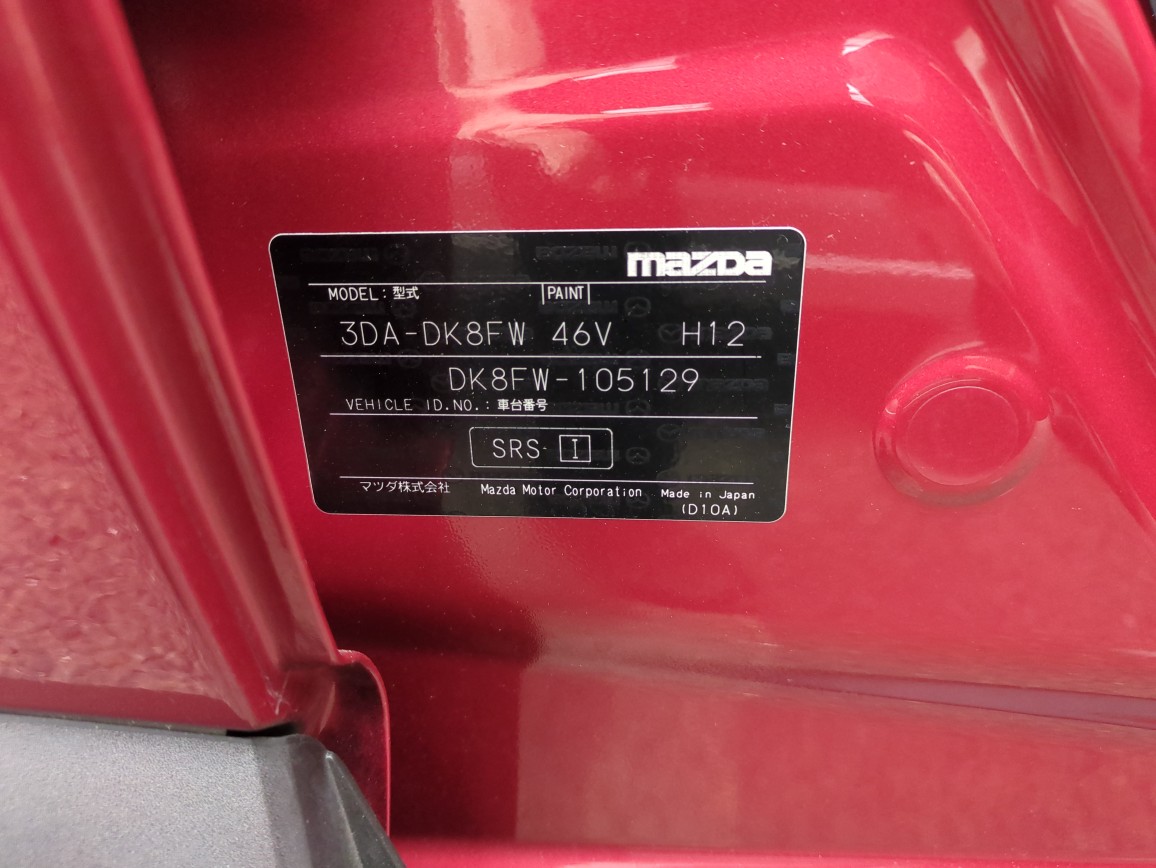 mazda
MODEL：型式 PAINT
3DA-DK8FW 46V H12
DK8FW-105129
VEHICLE ID.NO.：車台番号
SRS I
マツダ株式会社 Mazda Motor Corporation Made in Japan
(D10A)